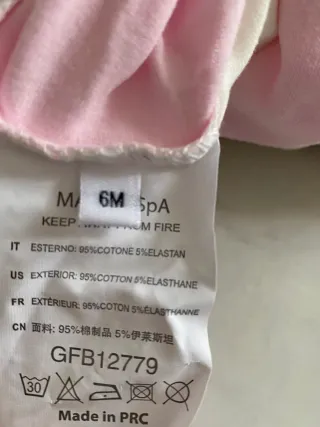 6M
MA SpA
KEEP AWAY FROM FIRE
IT ESTERNO: 95%COTONE 5%ELASTAN
US EXTERIOR: 95%COTTON 5%ELASTHANE
FR EXTÉRIEUR: 95%COTON 5%ELASTHANNE
CN 面料: 95%棉制品 5%伊莱斯坦
GFB12779
30
Made in PRC